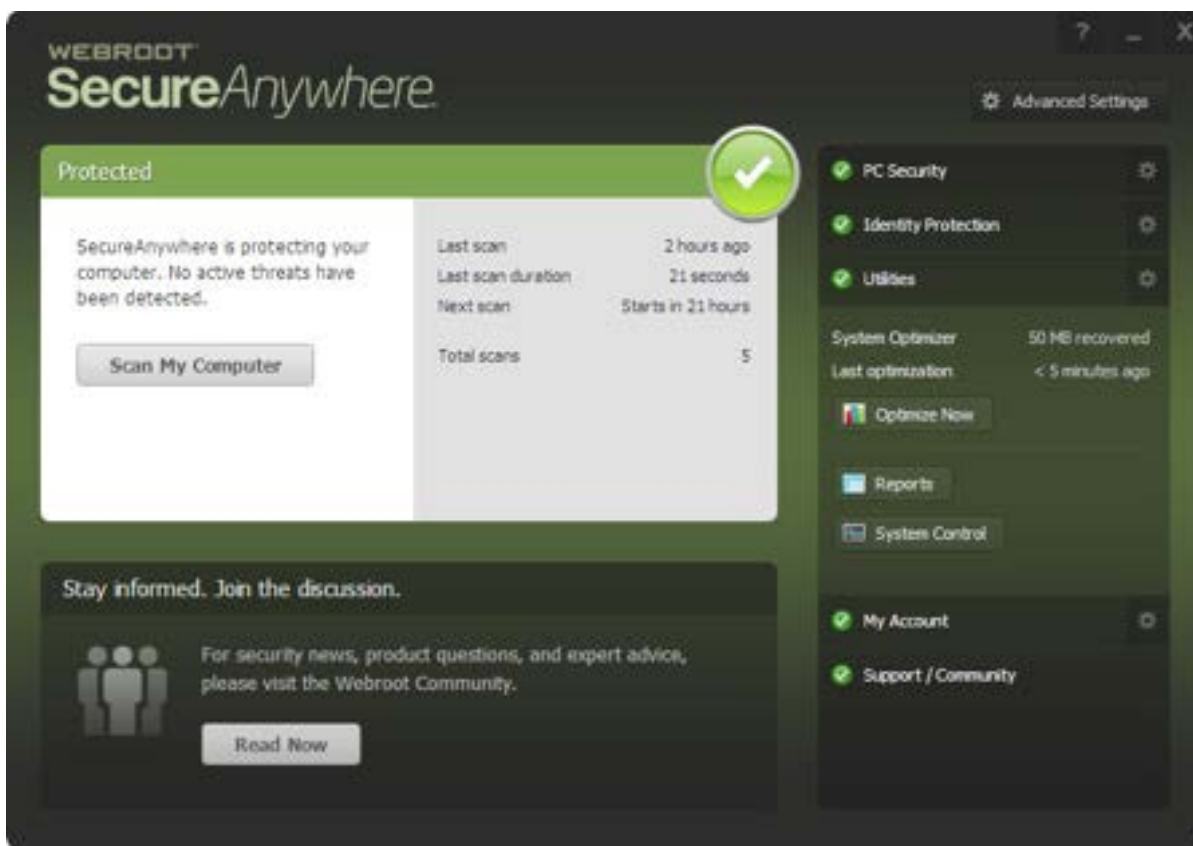 WEBROOT
SecureAnywhere.
? _ X
Advanced Settings
Protected
SecureAnywhere is protecting your
computer. No active threats have
been detected.
Scan My Computer
Last scan 2 hours ago
Last scan duration 21 seconds
Next scan Starts in 21 hours
Total scans 5
PC Security
Identity Protection
Utilities
System Optimizer 50 MB recovered
Last optimization < 5 minutes ago
Optimize Now
Reports
System Control
My Account
Support / Community
Stay informed. Join the discussion.
For security news, product questions, and expert advice,
please visit the Webroot Community.
Read Now